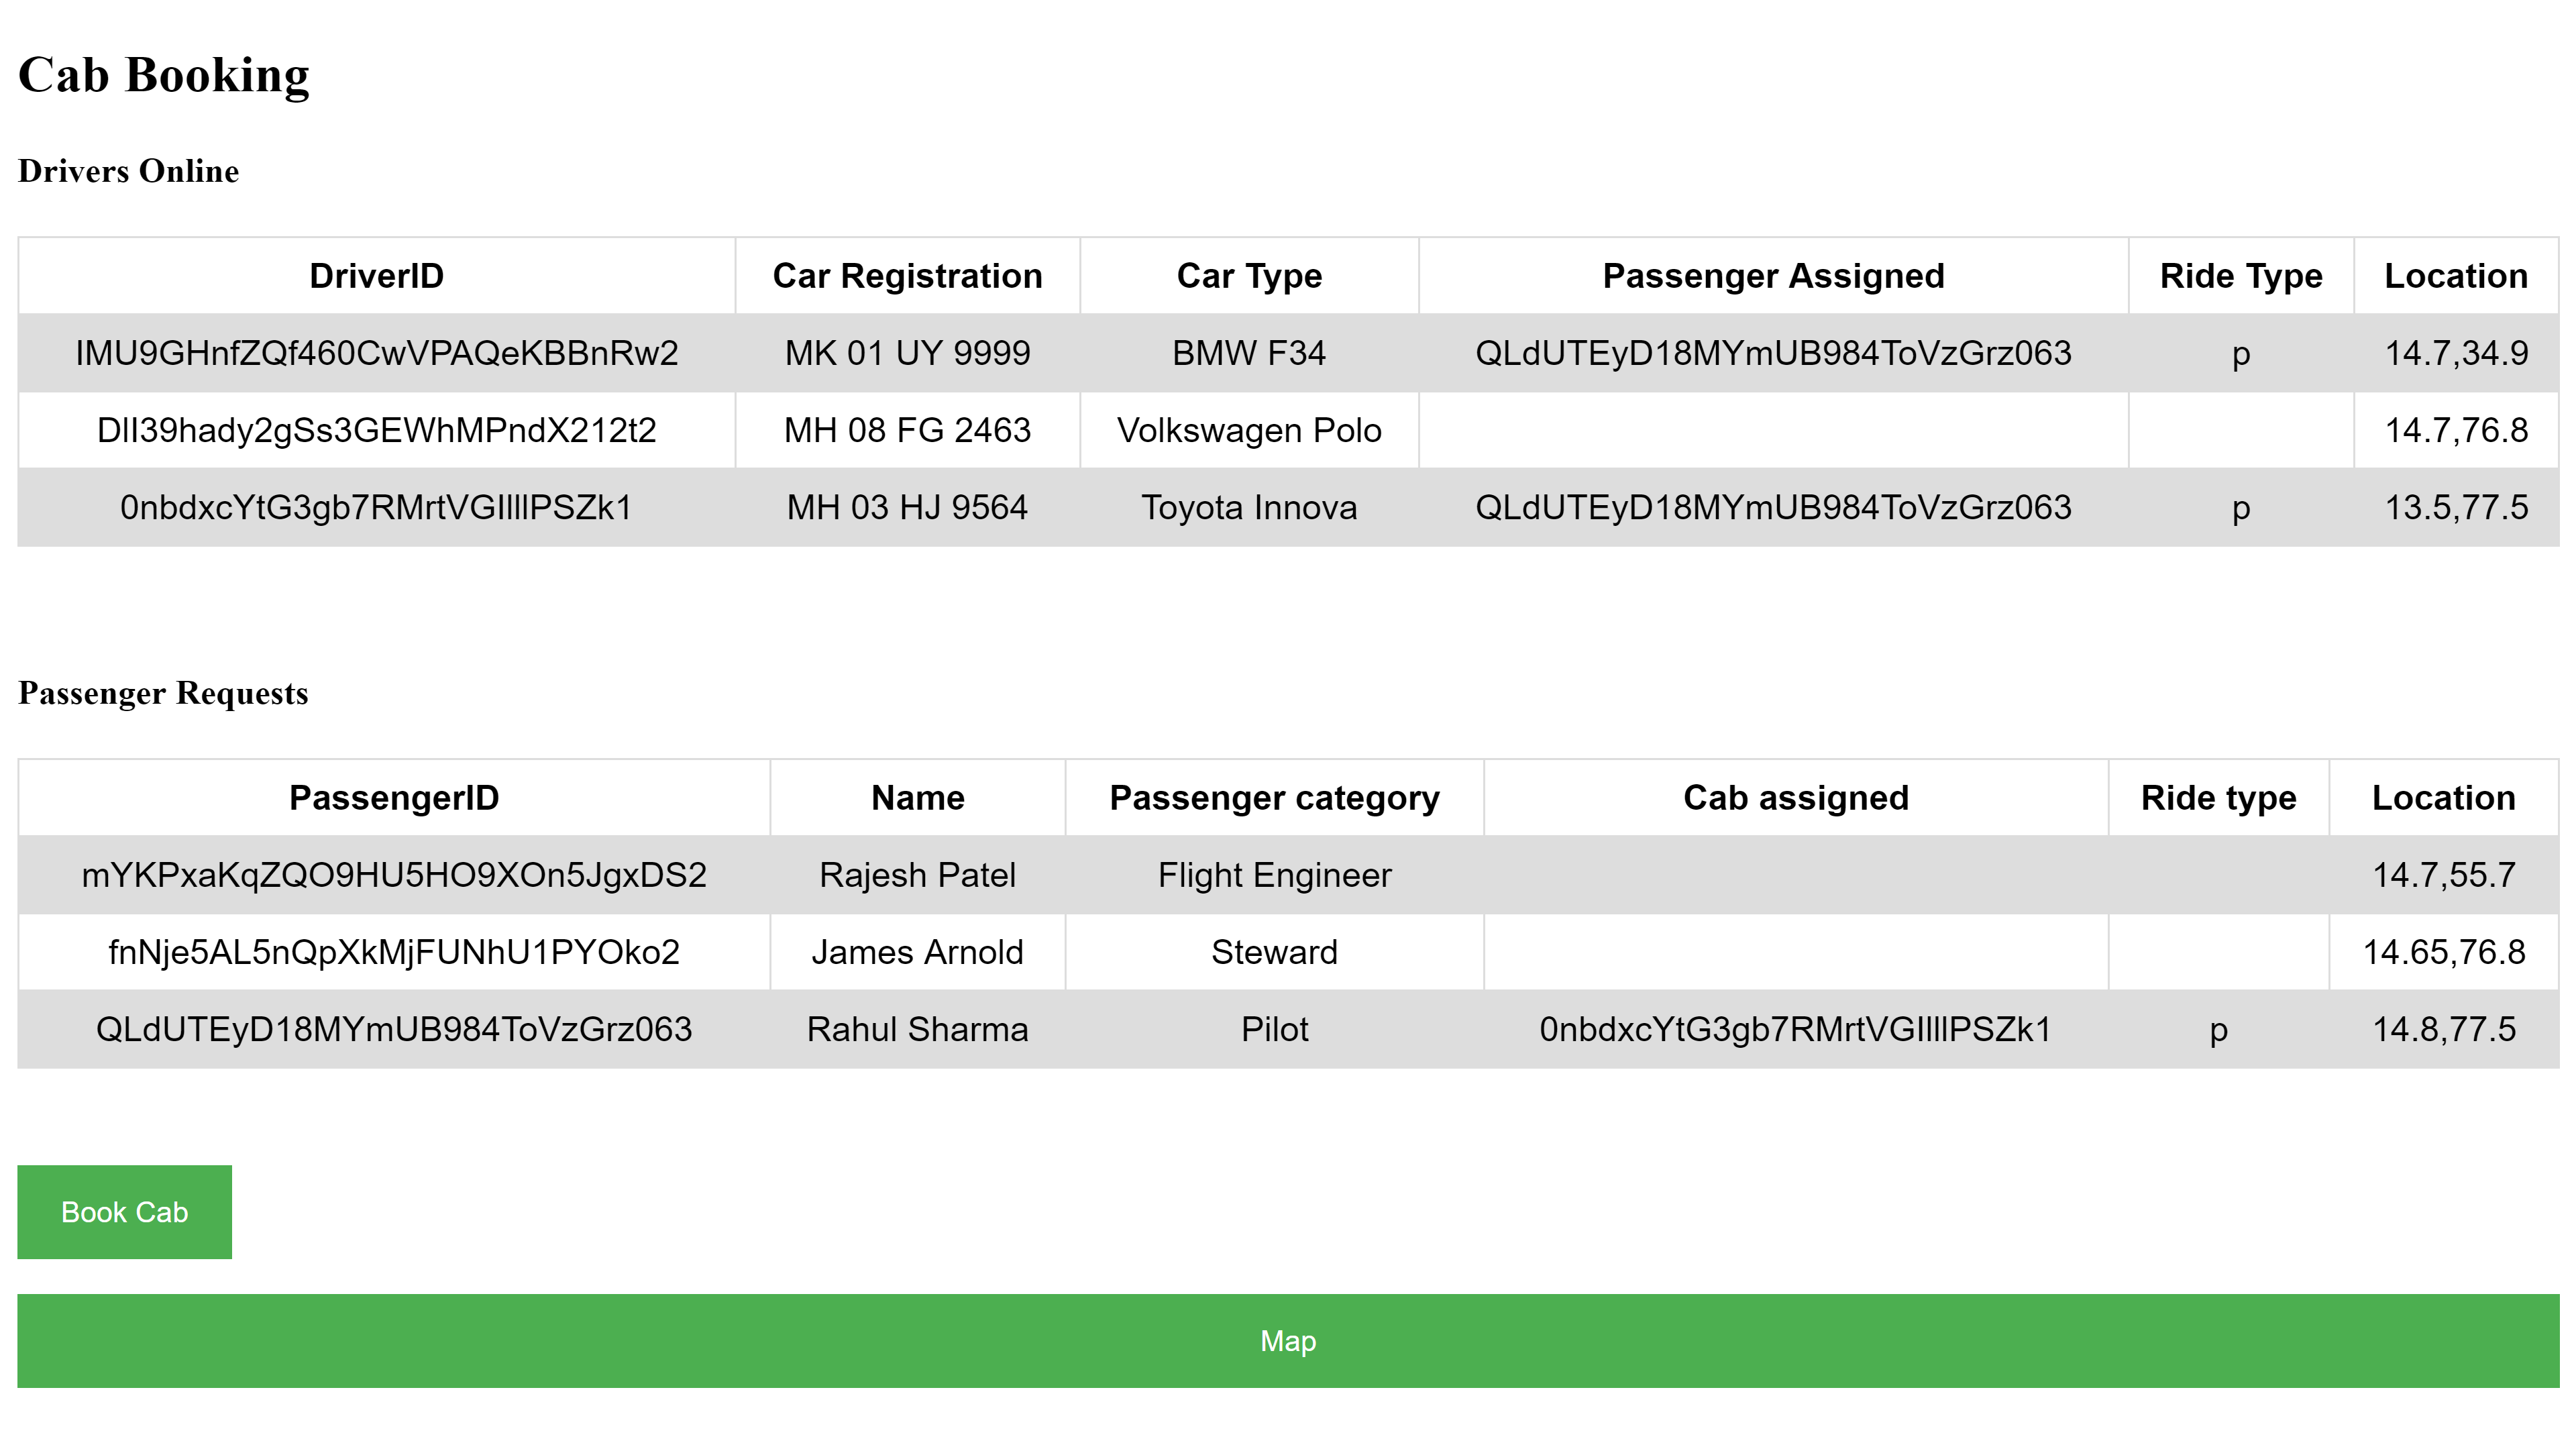 Cab Booking
Drivers Online
DriverID Car Registration Car Type Passenger Assigned Ride Type Location
IMU9GHnfZQf460CwVPAQeKBBnRw2 MK 01 UY 9999 BMW F34 QLdUTEyD18MYmUB984ToVzGrz063 p 14.7,34.9
DlI39hady2gSs3GEWhMPndX212t2 MH 08 FG 2463 Volkswagen Polo 14.7,76.8
0nbdxcYtG3gb7RMrtVGIlllPSZk1 MH 03 HJ 9564 Toyota Innova QLdUTEyD18MYmUB984ToVzGrz063 p 13.5,77.5
Passenger Requests
PassengerID Name Passenger category Cab assigned Ride type Location
mYKPxaKqZQO9HU5HO9XOn5JgxDS2 Rajesh Patel Flight Engineer 14.7,55.7
fnNje5AL5nQpXkMjFUNhU1PYOko2 James Arnold Steward 14.65,76.8
QLdUTEyD18MYmUB984ToVzGrz063 Rahul Sharma Pilot 0nbdxcYtG3gb7RMrtVGIlllPSZk1 p 14.8,77.5
Book Cab
Map